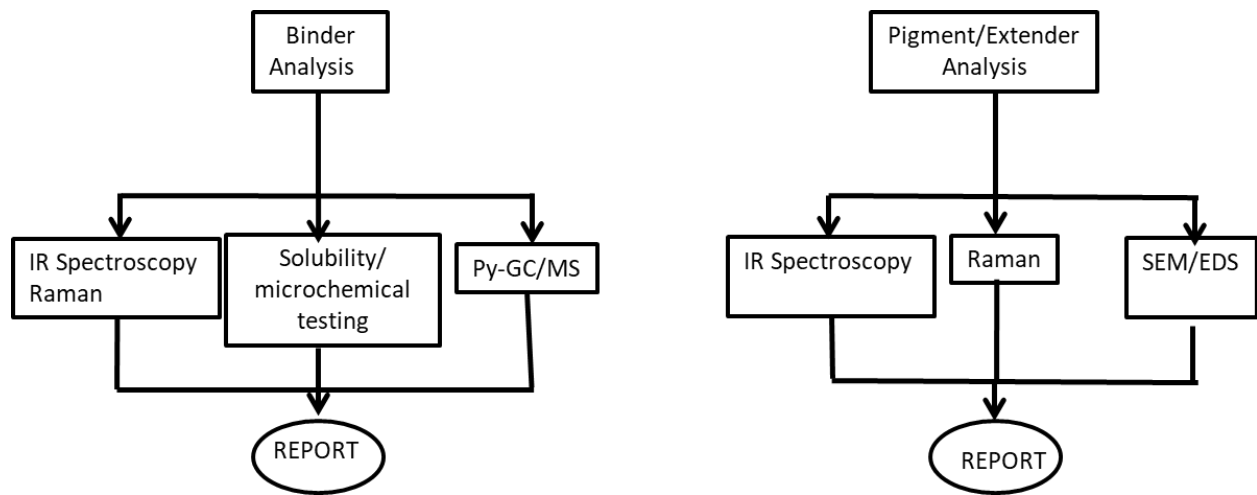 Binder
Analysis
IR Spectroscopy
Raman
Solubility/
microchemical
testing
Py-GC/MS
REPORT
Pigment/Extender
Analysis
IR Spectroscopy
Raman
SEM/EDS
REPORT